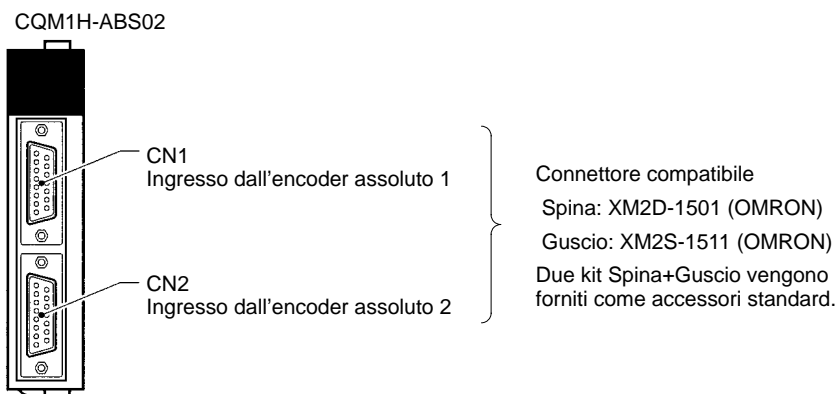 CQM1H-ABS02
CN1
Ingresso dall'encoder assoluto 1
CN2
Ingresso dall'encoder assoluto 2
Connettore compatibile
Spina: XM2D-1501 (OMRON)
Guscio: XM2S-1511 (OMRON)
Due kit Spina+Guscio vengono
forniti come accessori standard.